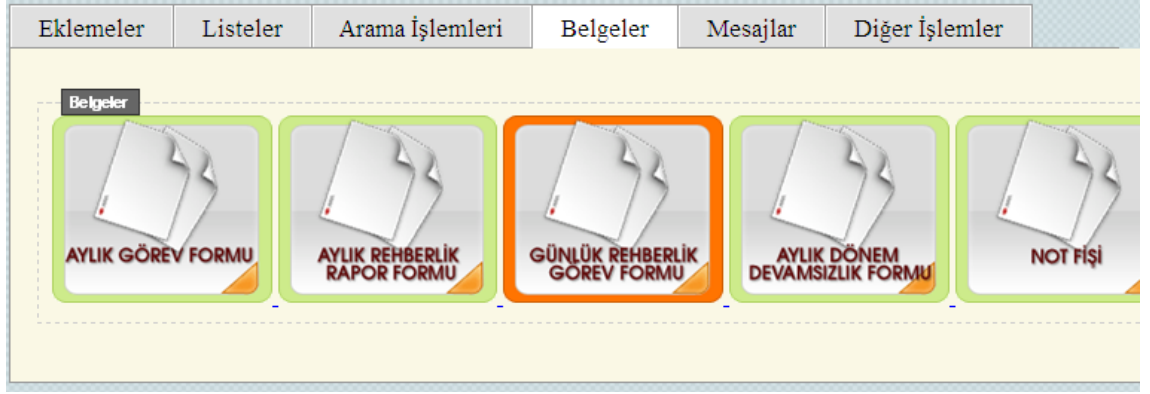 Eklemeler Listeler Arama İşlemleri Belgeler Mesajlar Diğer İşlemler
Belgeler
AYLIK GÖREV FORMU
AYLIK REHBERLİK
RAPOR FORMU
GÜNLÜK REHBERLİK
GÖREV FORMU
AYLIK DÖNEM
DEVAMSIZLIK FORMU
NOT FİŞİ